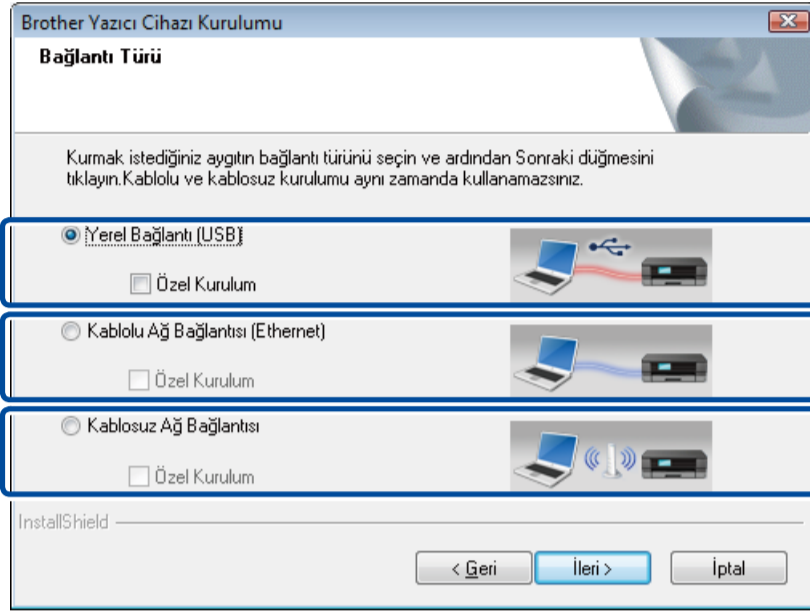 Brother Yazıcı Cihazı Kurulumu
Bağlantı Türü
Kurmak istediğiniz aygıtın bağlantı türünü seçin ve ardından Sonraki düğmesini
tıklayın.Kablolu ve kablosuz kurulumu aynı zamanda kullanamazsınız.
Yerel Bağlantı (USB)
Özel Kurulum
Kablolu Ağ Bağlantısı (Ethernet)
Özel Kurulum
Kablosuz Ağ Bağlantısı
Özel Kurulum
InstallShield
< Geri İleri > İptal